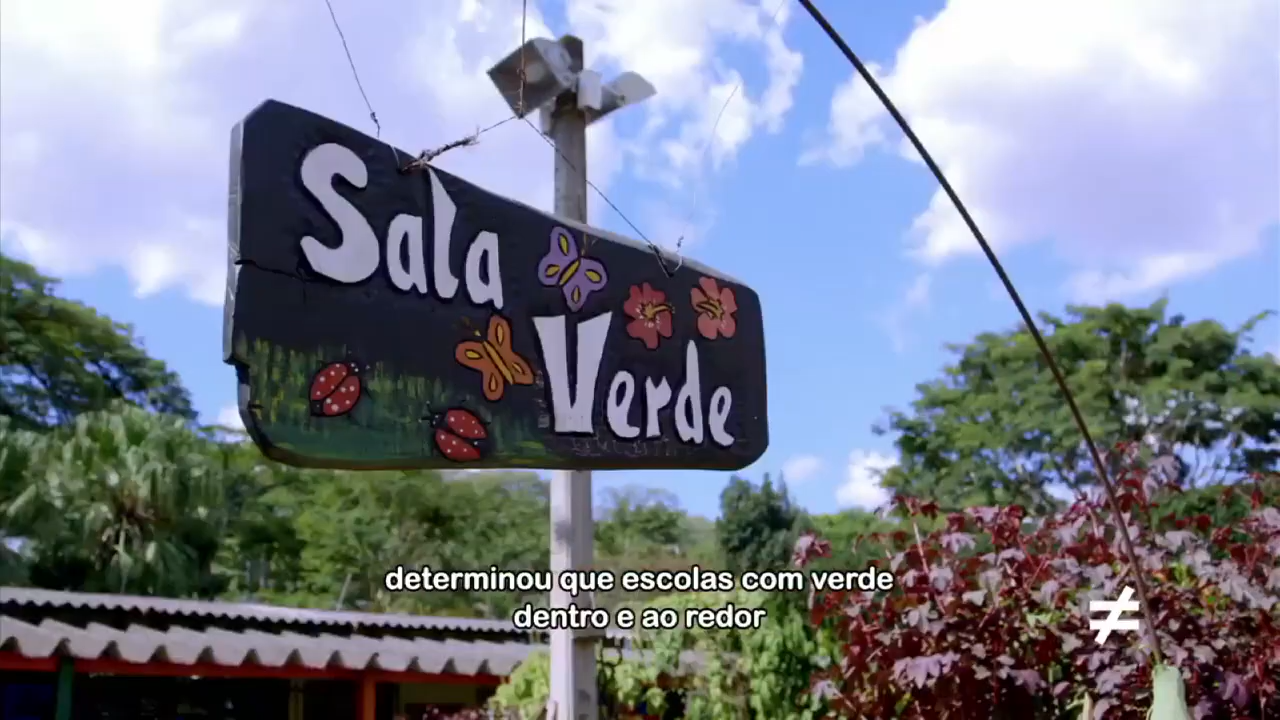 Sala
Verde
determinou que escolas com verde
dentro e ao redor
≠